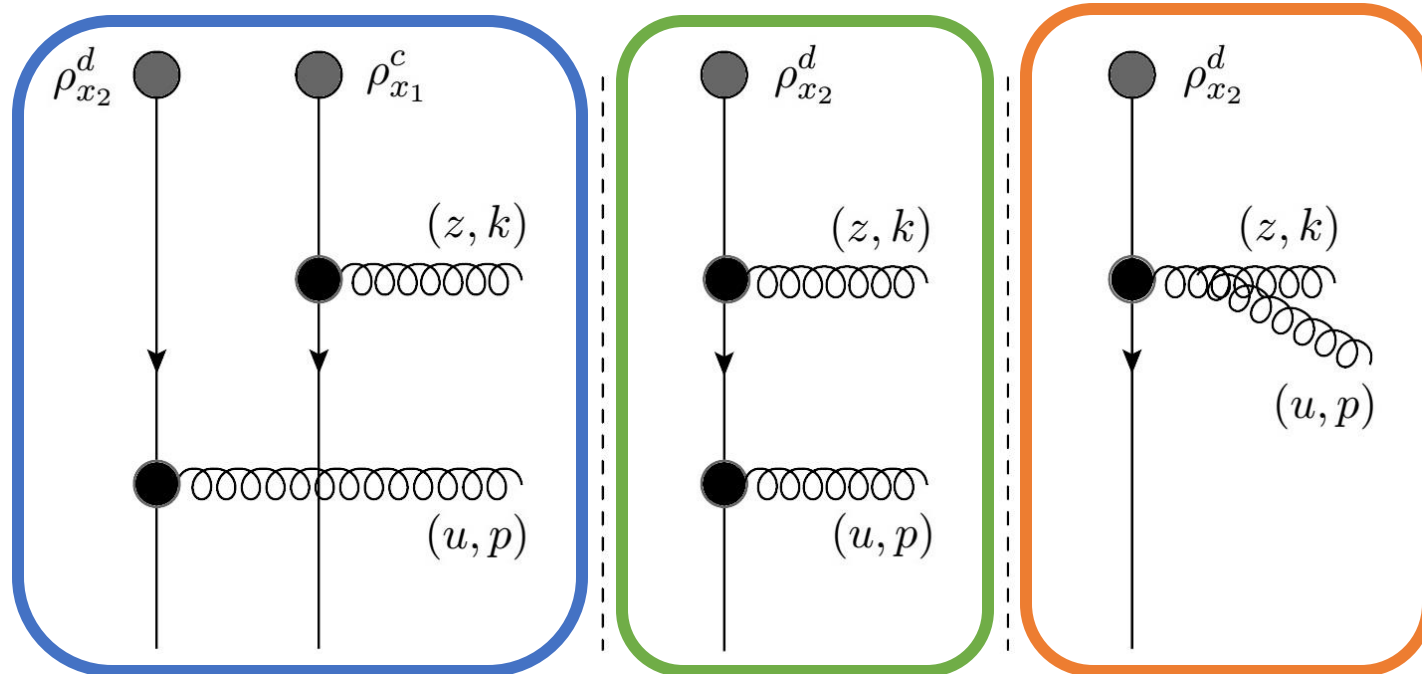 ρ^d_{x_2}
ρ^c_{x_1}
(z, k)
(u, p)
ρ^d_{x_2}
(z, k)
(u, p)
ρ^d_{x_2}
(z, k)
(u, p)